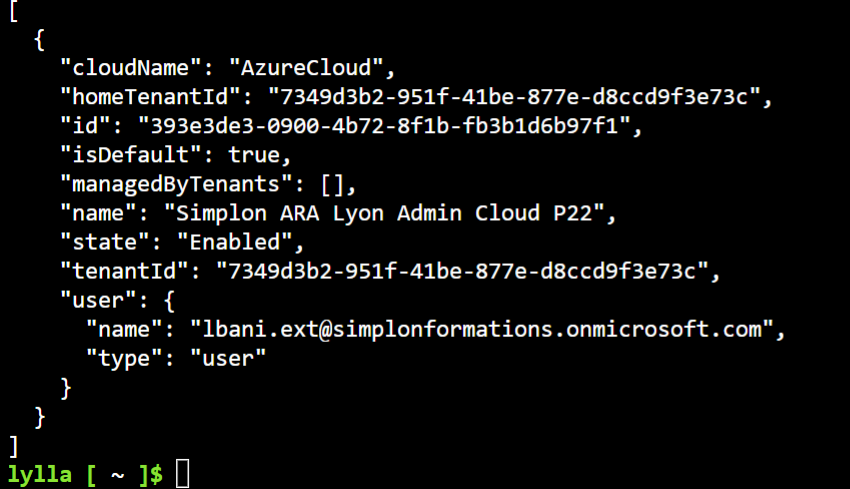 [
  {
    "cloudName": "AzureCloud",
    "homeTenantId": "7349d3b2-951f-41be-877e-d8ccd9f3e73c",
    "id": "393e3de3-0900-4b72-8f1b-fb3b1d6b97f1",
    "isDefault": true,
    "managedByTenants": [],
    "name": "Simplon ARA Lyon Admin Cloud P22",
    "state": "Enabled",
    "tenantId": "7349d3b2-951f-41be-877e-d8ccd9f3e73c",
    "user": {
      "name": "lbani.ext@simplonformations.onmicrosoft.com",
      "type": "user"
    }
  }
]
lylla [ ~ ]$